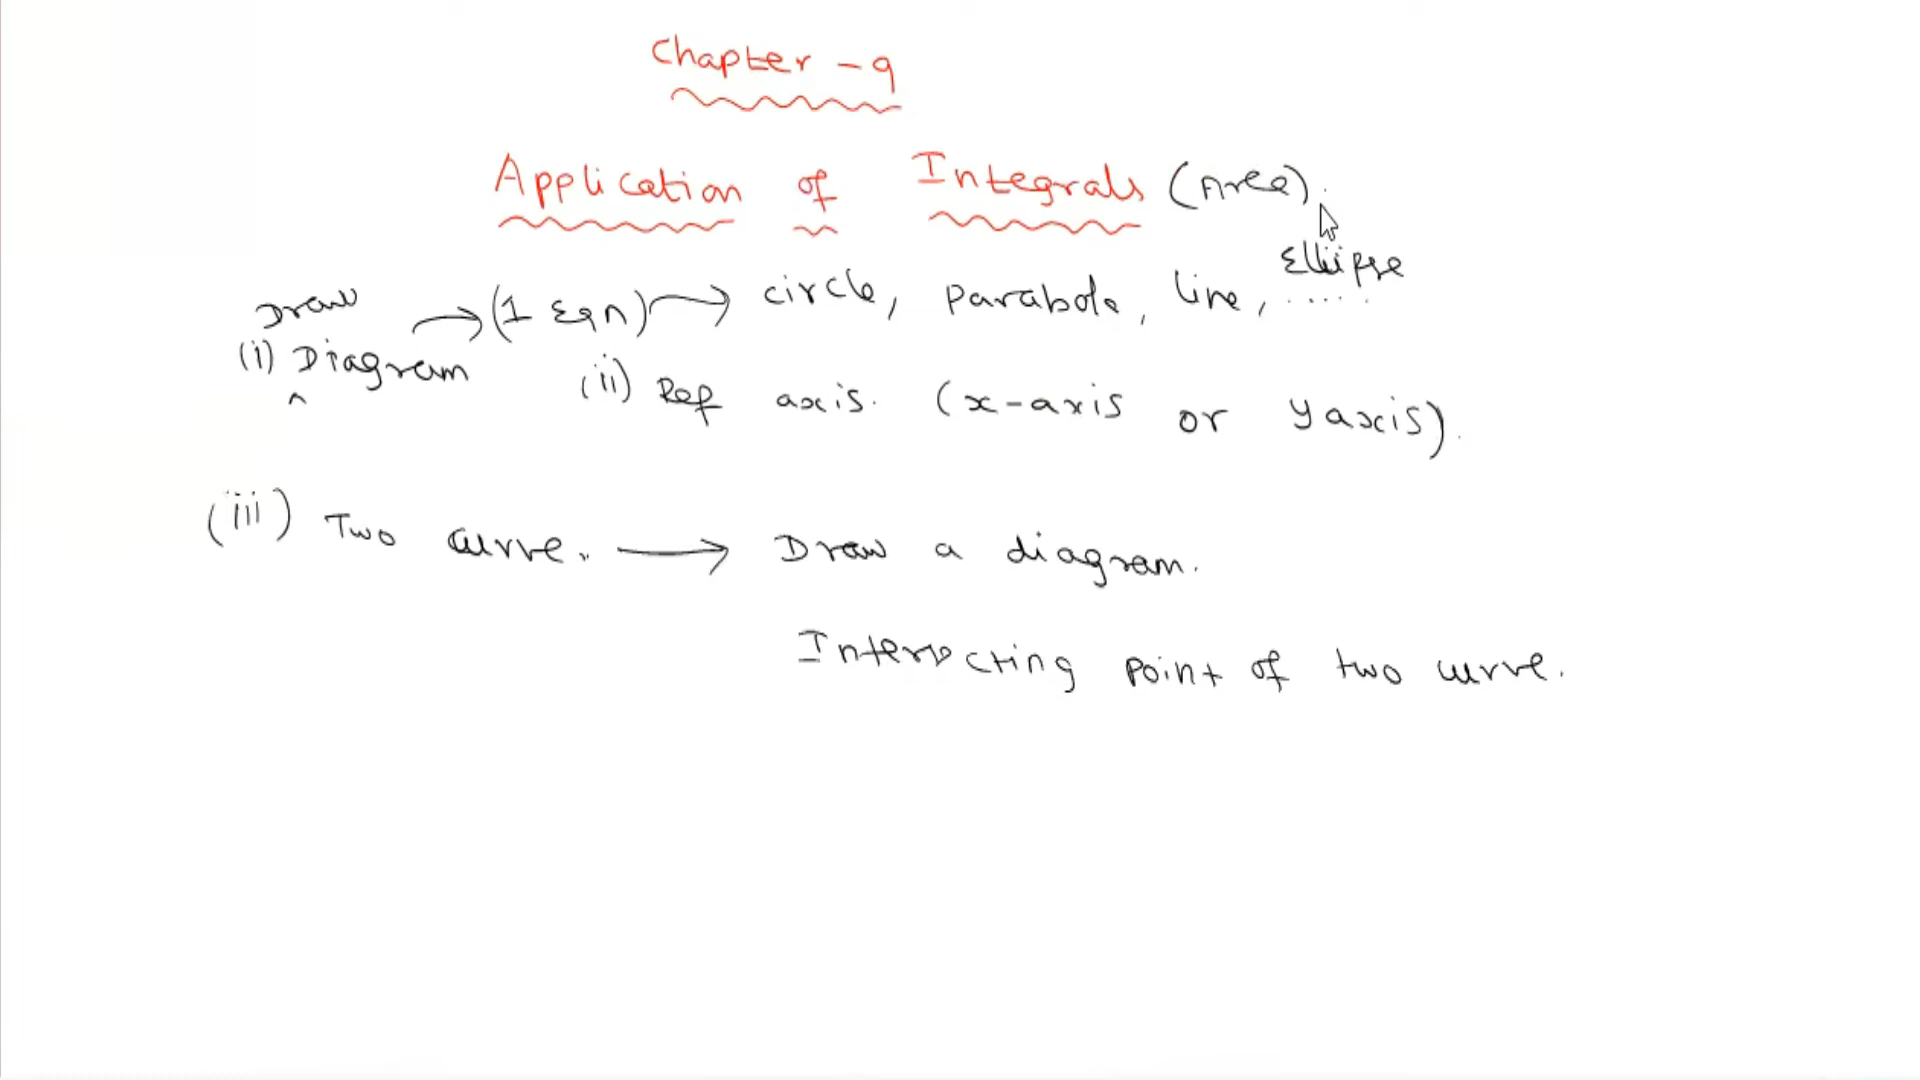 Chapter - 9
Application of Integrals (Area).
Ellipse
Draw → (1 Eqn) → circle, parabola, line, .....
(i) Diagram
^
(ii) Ref axis. (x-axis or y axis).
(iii) Two curve. → Draw a diagram.
Intersecting point of two curve.